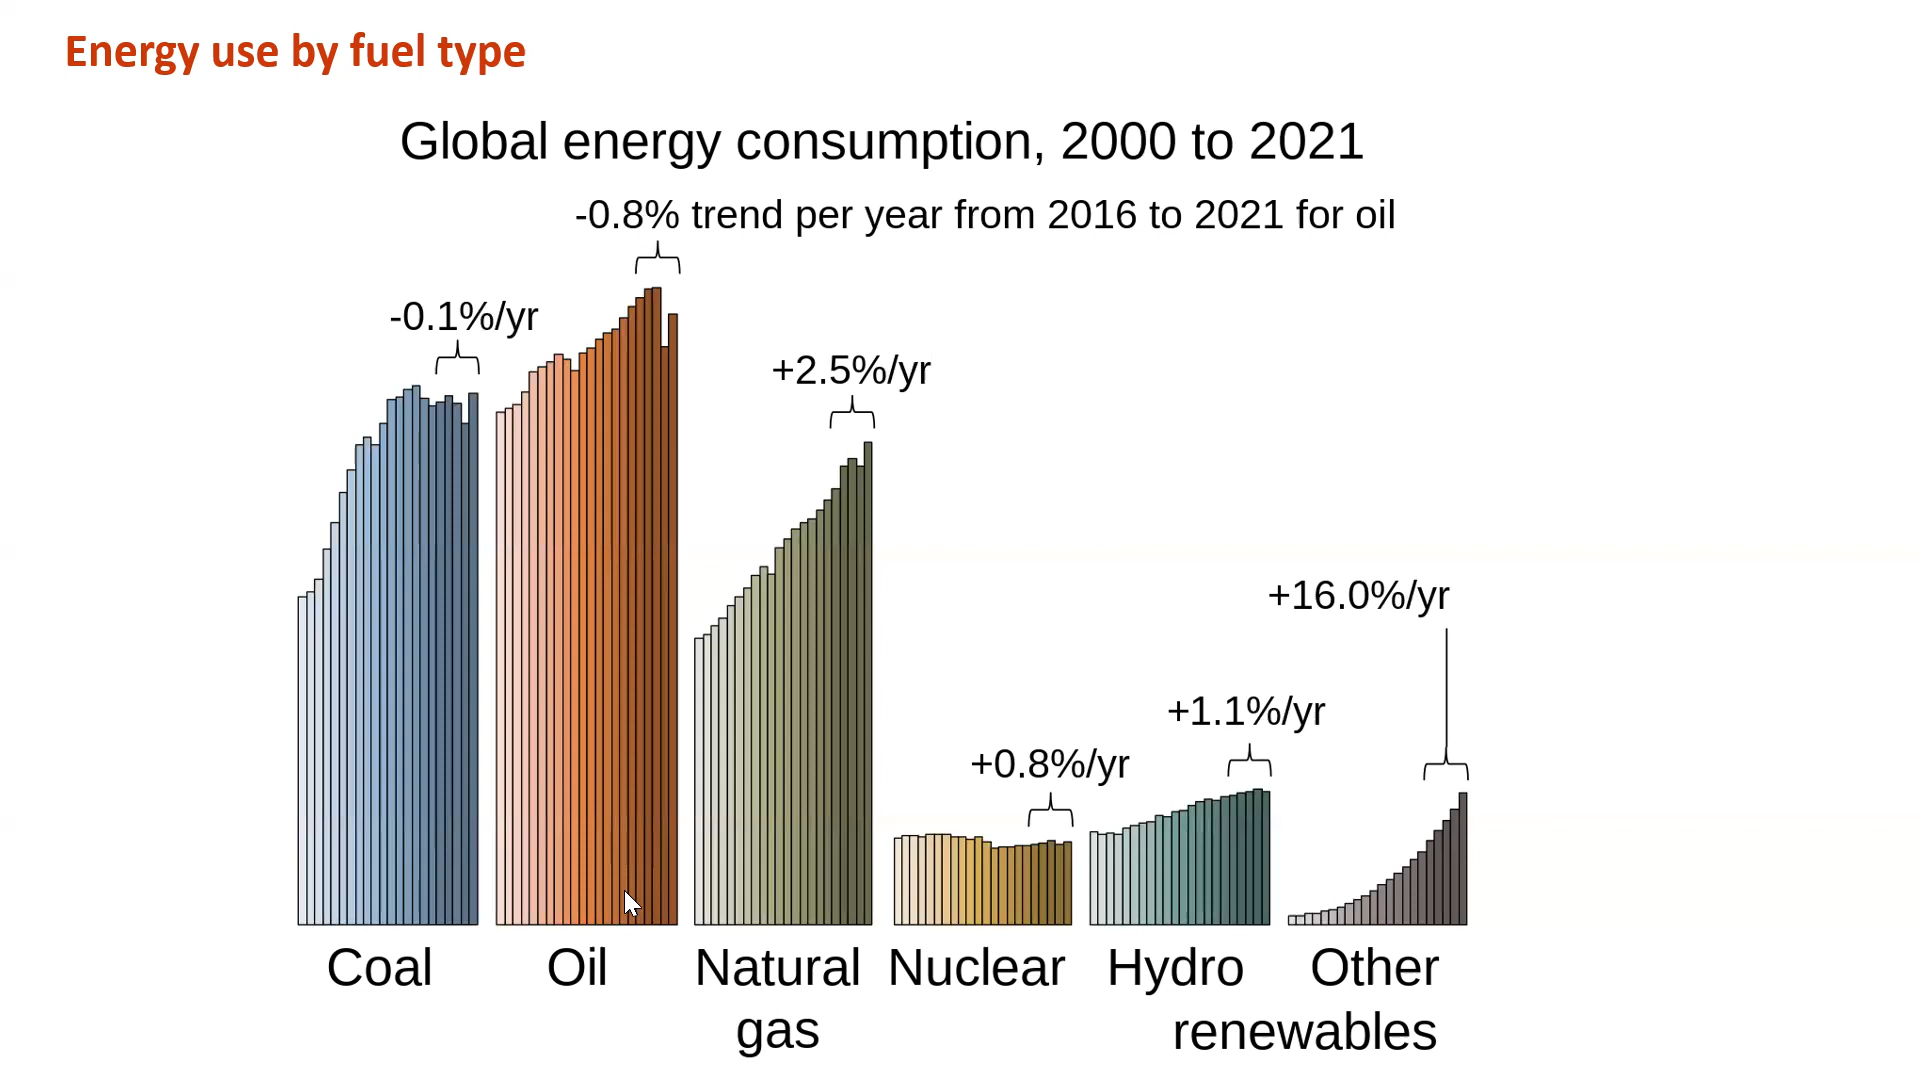 Energy use by fuel type
Global energy consumption, 2000 to 2021
-0.8% trend per year from 2016 to 2021 for oil
-0.1%/yr
+2.5%/yr
+16.0%/yr
+1.1%/yr
+0.8%/yr
Coal
Oil
Natural
gas
Nuclear
Hydro
Other
renewables